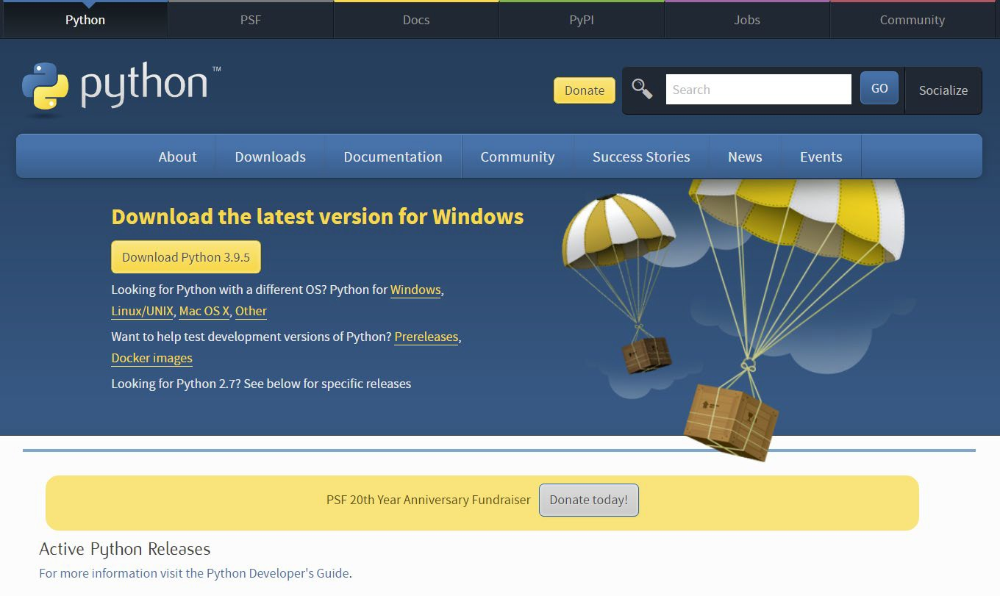 Python PSF Docs PyPI Jobs Community
python™
Donate Search GO Socialize
About Downloads Documentation Community Success Stories News Events
Download the latest version for Windows
Download Python 3.9.5
Looking for Python with a different OS? Python for Windows,
Linux/UNIX, Mac OS X, Other
Want to help test development versions of Python? Prereleases,
Docker images
Looking for Python 2.7? See below for specific releases
PSF 20th Year Anniversary Fundraiser Donate today!
Active Python Releases
For more information visit the Python Developer's Guide.